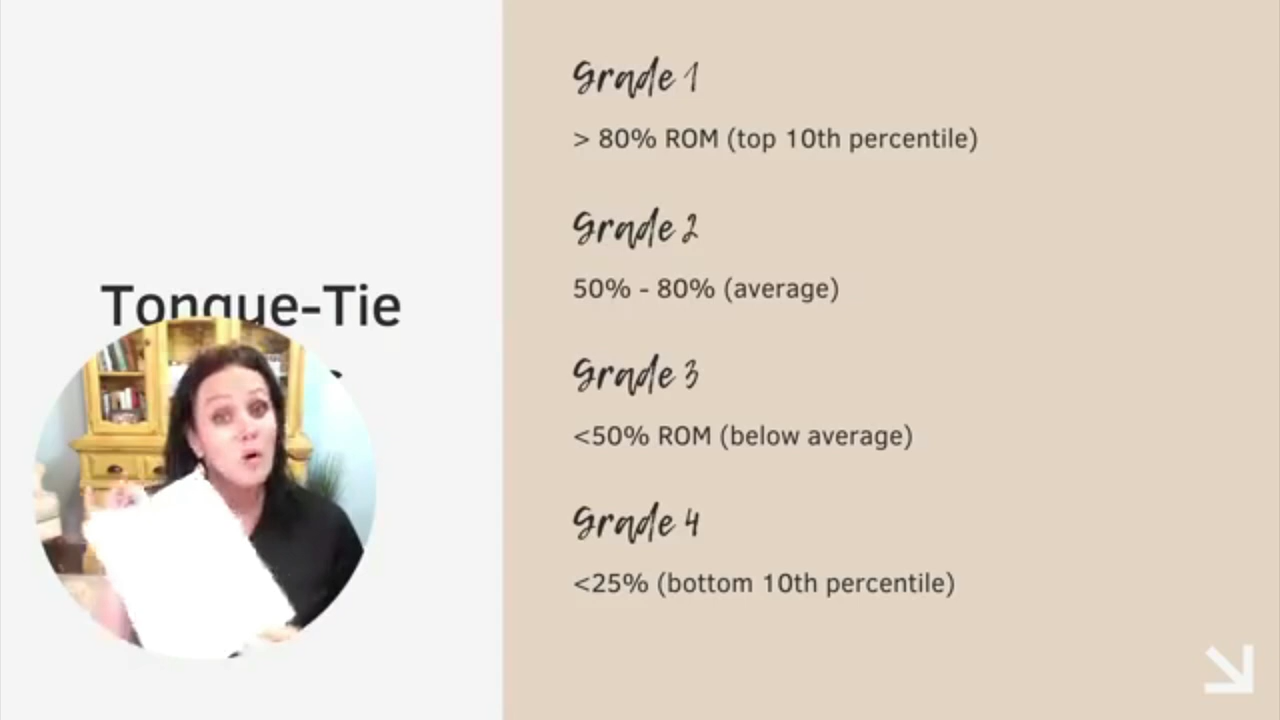 Tongue-Tie
Grade 1
> 80% ROM (top 10th percentile)
Grade 2
50% - 80% (average)
Grade 3
<50% ROM (below average)
Grade 4
<25% (bottom 10th percentile)